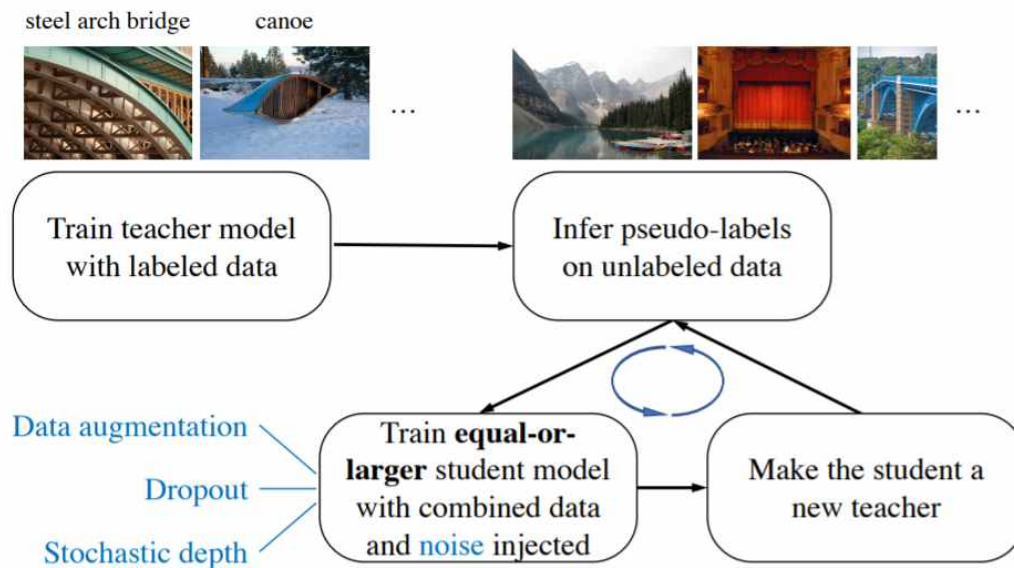 steel arch bridge
canoe
...
...
Train teacher model
with labeled data
Infer pseudo-labels
on unlabeled data
Data augmentation
Dropout
Stochastic depth
Train equal-or-
larger student model
with combined data
and noise injected
Make the student a
new teacher